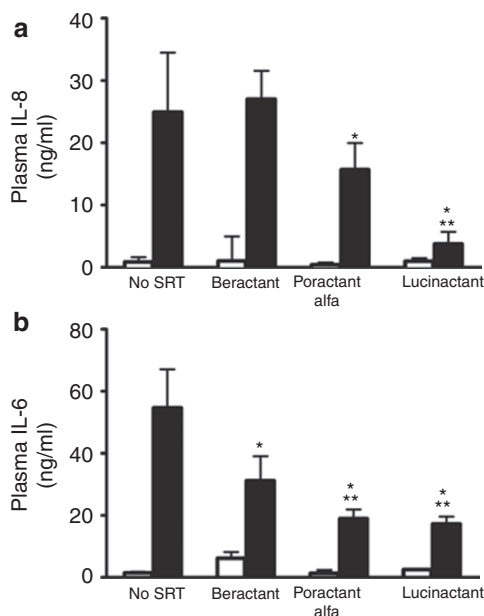 a
Plasma IL-8
(ng/ml)
40
30
20
10
0
*
*
**
No SRT
Beractant
Poractant
alfa
Lucinactant
b
Plasma IL-6
(ng/ml)
80
60
40
20
0
*
*
**
*
**
No SRT
Beractant
Poractant
alfa
Lucinactant